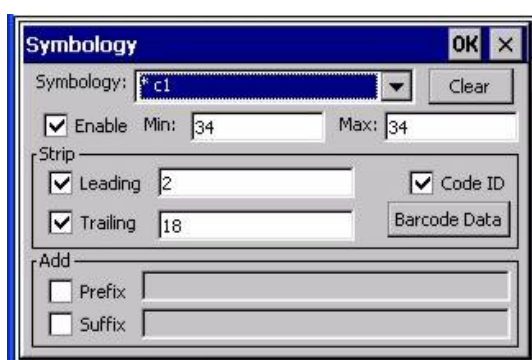 Symbology OK ×
Symbology: * c1 Clear
Enable Min: 34 Max: 34
Strip
Leading 2 Code ID
Trailing 18 Barcode Data
Add
Prefix
Suffix